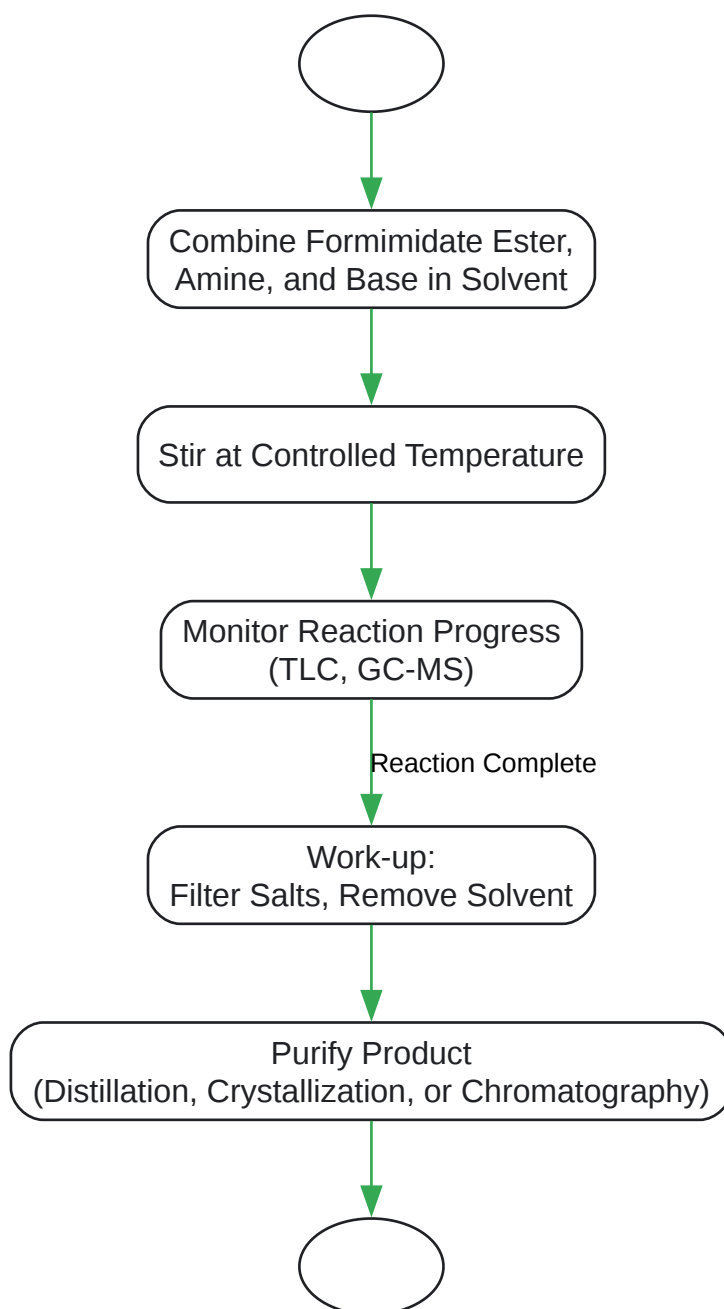 Combine Formimidate Ester,
Amine, and Base in Solvent
Stir at Controlled Temperature
Monitor Reaction Progress
(TLC, GC-MS)
Reaction Complete
Work-up:
Filter Salts, Remove Solvent
Purify Product
(Distillation, Crystallization, or Chromatography)